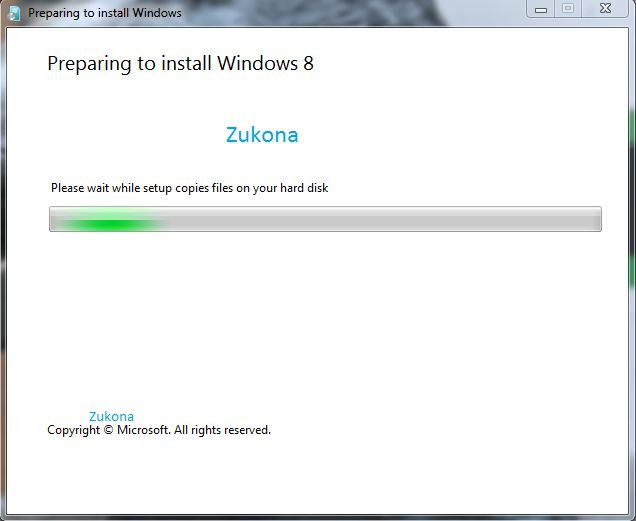 Preparing to install Windows
Preparing to install Windows 8
Zukona
Please wait while setup copies files on your hard disk
Zukona
Copyright © Microsoft. All rights reserved.